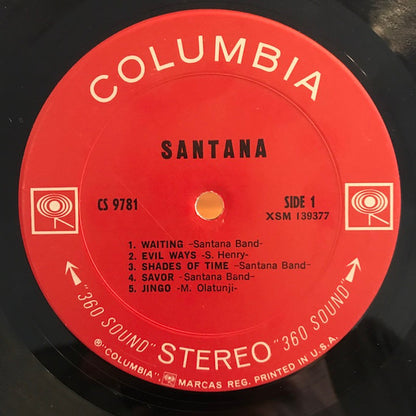 COLUMBIA
SANTANA
CS 9781
SIDE 1
XSM 139377
1. WAITING -Santana Band-
2. EVIL WAYS -S. Henry-
3. SHADES OF TIME -Santana Band-
4. SAVOR -Santana Band-
5. JINGO -M. Olatunji-
"360 SOUND" STEREO "360 SOUND"
℗"COLUMBIA", MARCAS REG. PRINTED IN U.S.A.